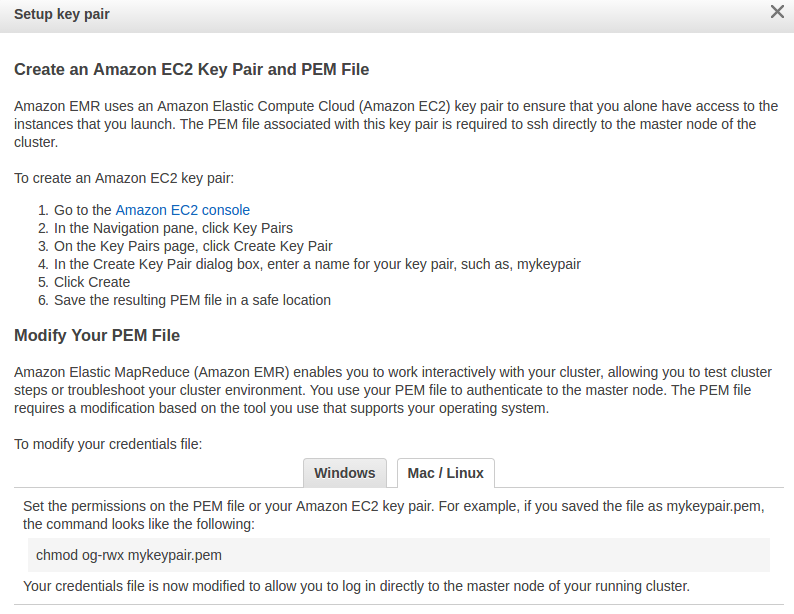 Setup key pair
Create an Amazon EC2 Key Pair and PEM File
Amazon EMR uses an Amazon Elastic Compute Cloud (Amazon EC2) key pair to ensure that you alone have access to the
instances that you launch. The PEM file associated with this key pair is required to ssh directly to the master node of the
cluster.
To create an Amazon EC2 key pair:
1. Go to the Amazon EC2 console
2. In the Navigation pane, click Key Pairs
3. On the Key Pairs page, click Create Key Pair
4. In the Create Key Pair dialog box, enter a name for your key pair, such as, mykeypair
5. Click Create
6. Save the resulting PEM file in a safe location
Modify Your PEM File
Amazon Elastic MapReduce (Amazon EMR) enables you to work interactively with your cluster, allowing you to test cluster
steps or troubleshoot your cluster environment. You use your PEM file to authenticate to the master node. The PEM file
requires a modification based on the tool you use that supports your operating system.
To modify your credentials file:
Windows Mac / Linux
Set the permissions on the PEM file or your Amazon EC2 key pair. For example, if you saved the file as mykeypair.pem,
the command looks like the following:
chmod og-rwx mykeypair.pem
Your credentials file is now modified to allow you to log in directly to the master node of your running cluster.